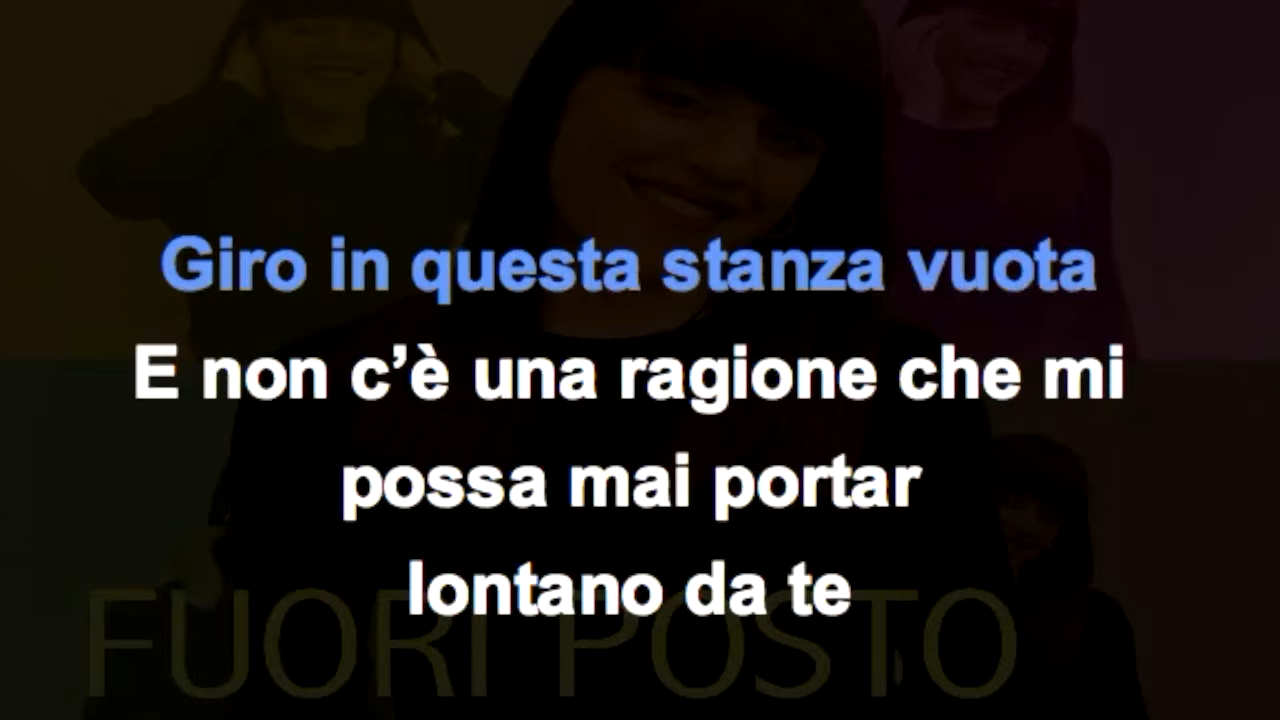 Giro in questa stanza vuota
E non c’è una ragione che mi
possa mai portar
lontano da te
FUORI POSTO